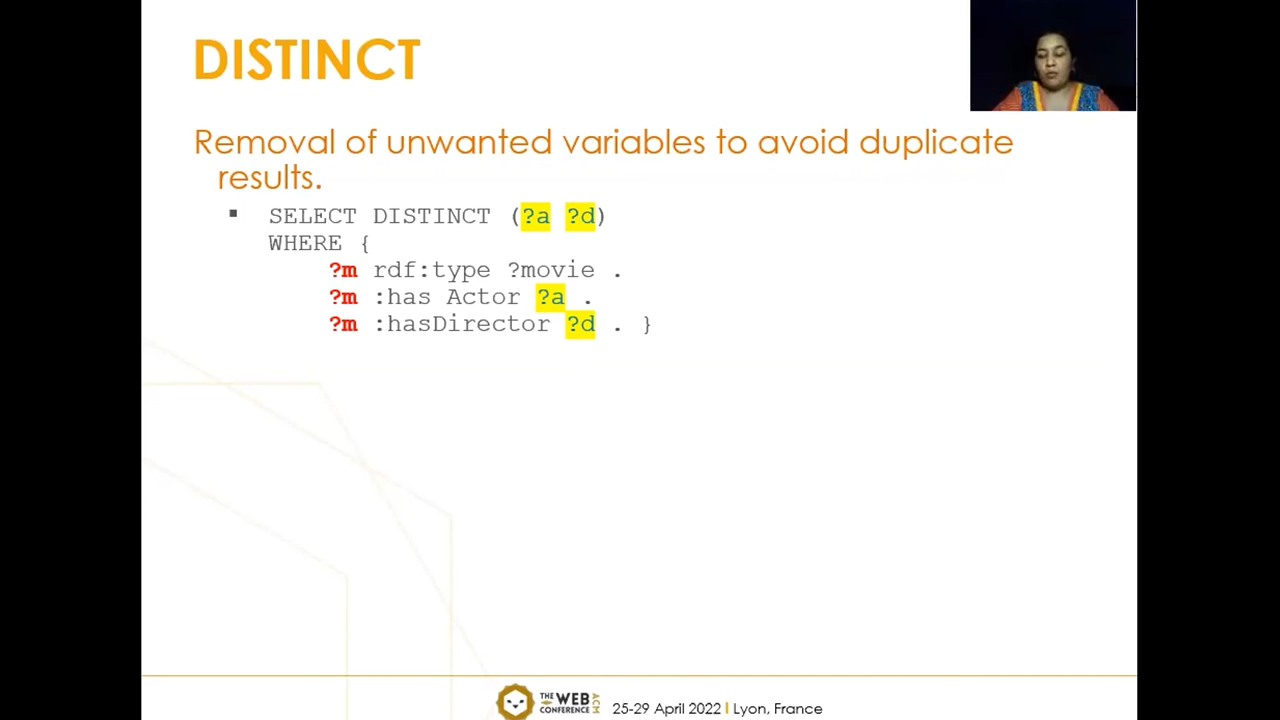 DISTINCT
Removal of unwanted variables to avoid duplicate
results.
▪ SELECT DISTINCT (?a ?d)
WHERE {
?m rdf:type ?movie .
?m :has Actor ?a .
?m :hasDirector ?d . }
THE WEB CONFERENCE ACM
25-29 April 2022 | Lyon, France